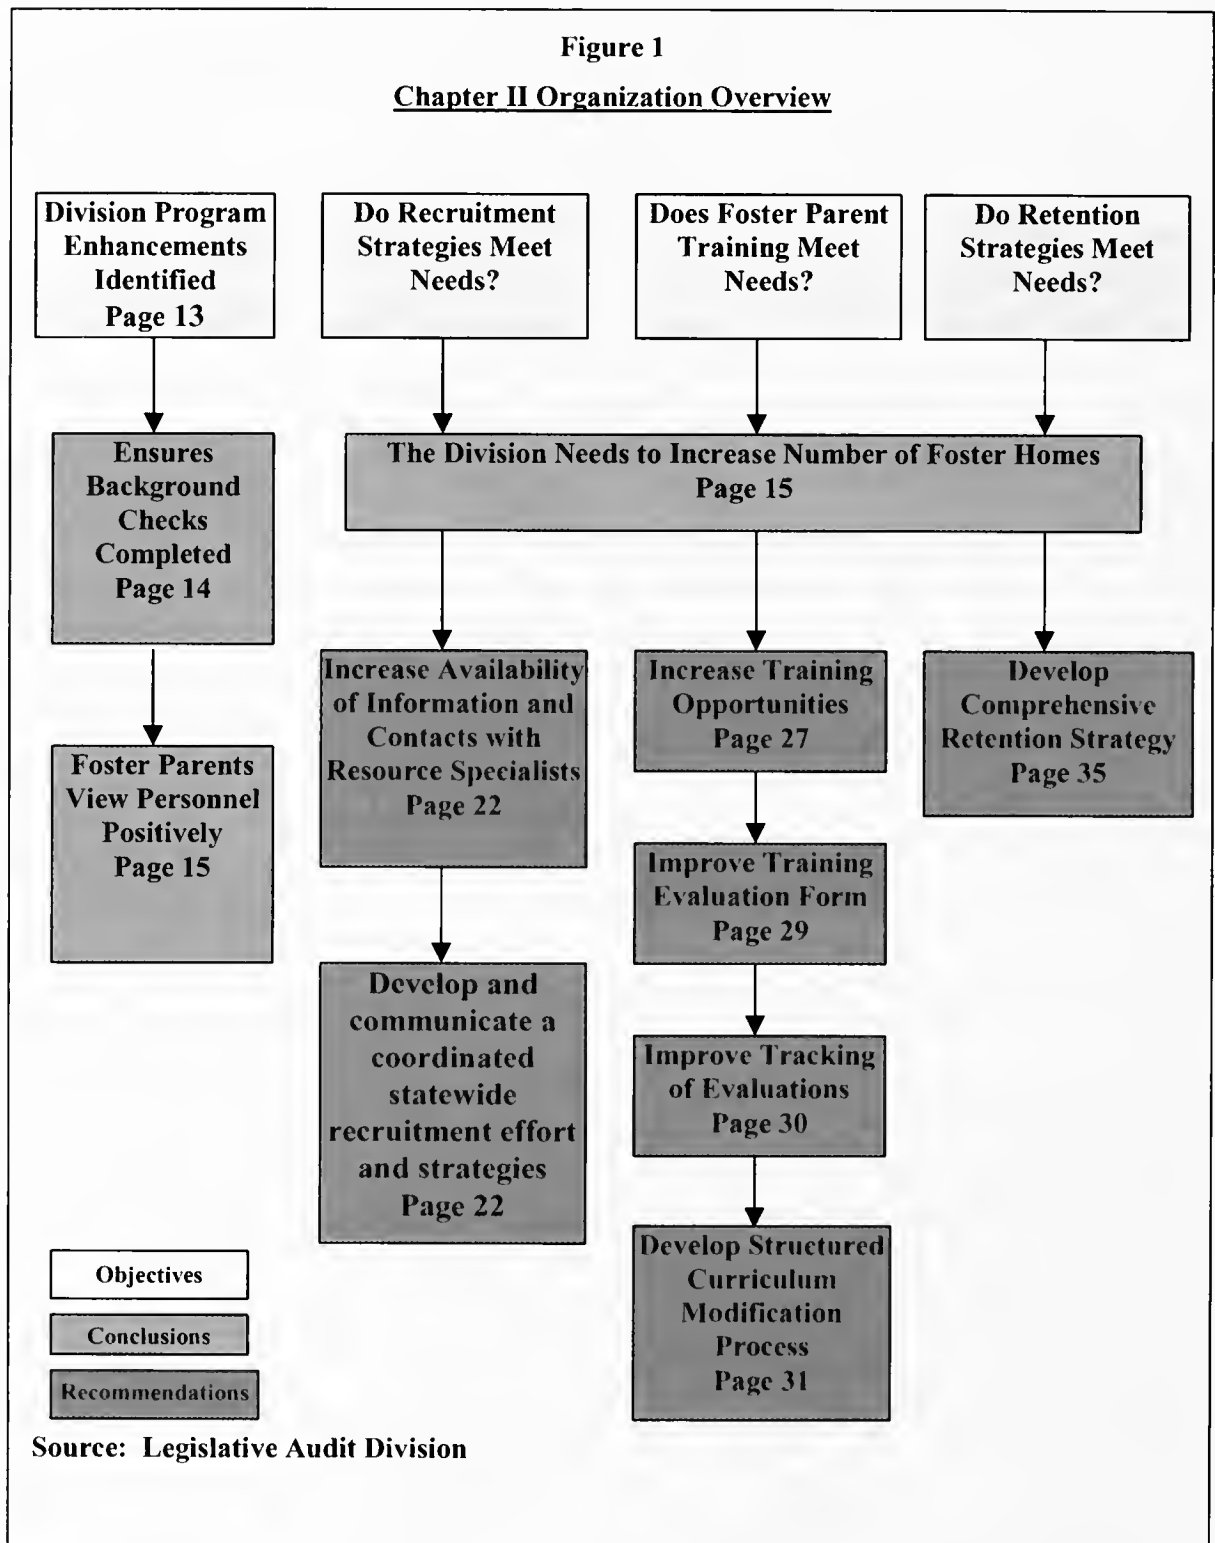 Figure 1
Chapter II Organization Overview
Division Program
Enhancements
Identified
Page 13
Do Recruitment
Strategies Meet
Needs?
Does Foster Parent
Training Meet
Needs?
Do Retention
Strategies Meet
Needs?
Ensures
Background
Checks
Completed
Page 14
The Division Needs to Increase Number of Foster Homes
Page 15
Foster Parents
View Personnel
Positively
Page 15
Increase Availability
of Information and
Contacts with
Resource Specialists
Page 22
Develop and
communicate a
coordinated
statewide
recruitment effort
and strategies
Page 22
Increase Training
Opportunities
Page 27
Improve Training
Evaluation Form
Page 29
Improve Tracking
of Evaluations
Page 30
Develop Structured
Curriculum
Modification
Process
Page 31
Develop
Comprehensive
Retention Strategy
Page 35
Objectives
Conclusions
Recommendations
Source: Legislative Audit Division